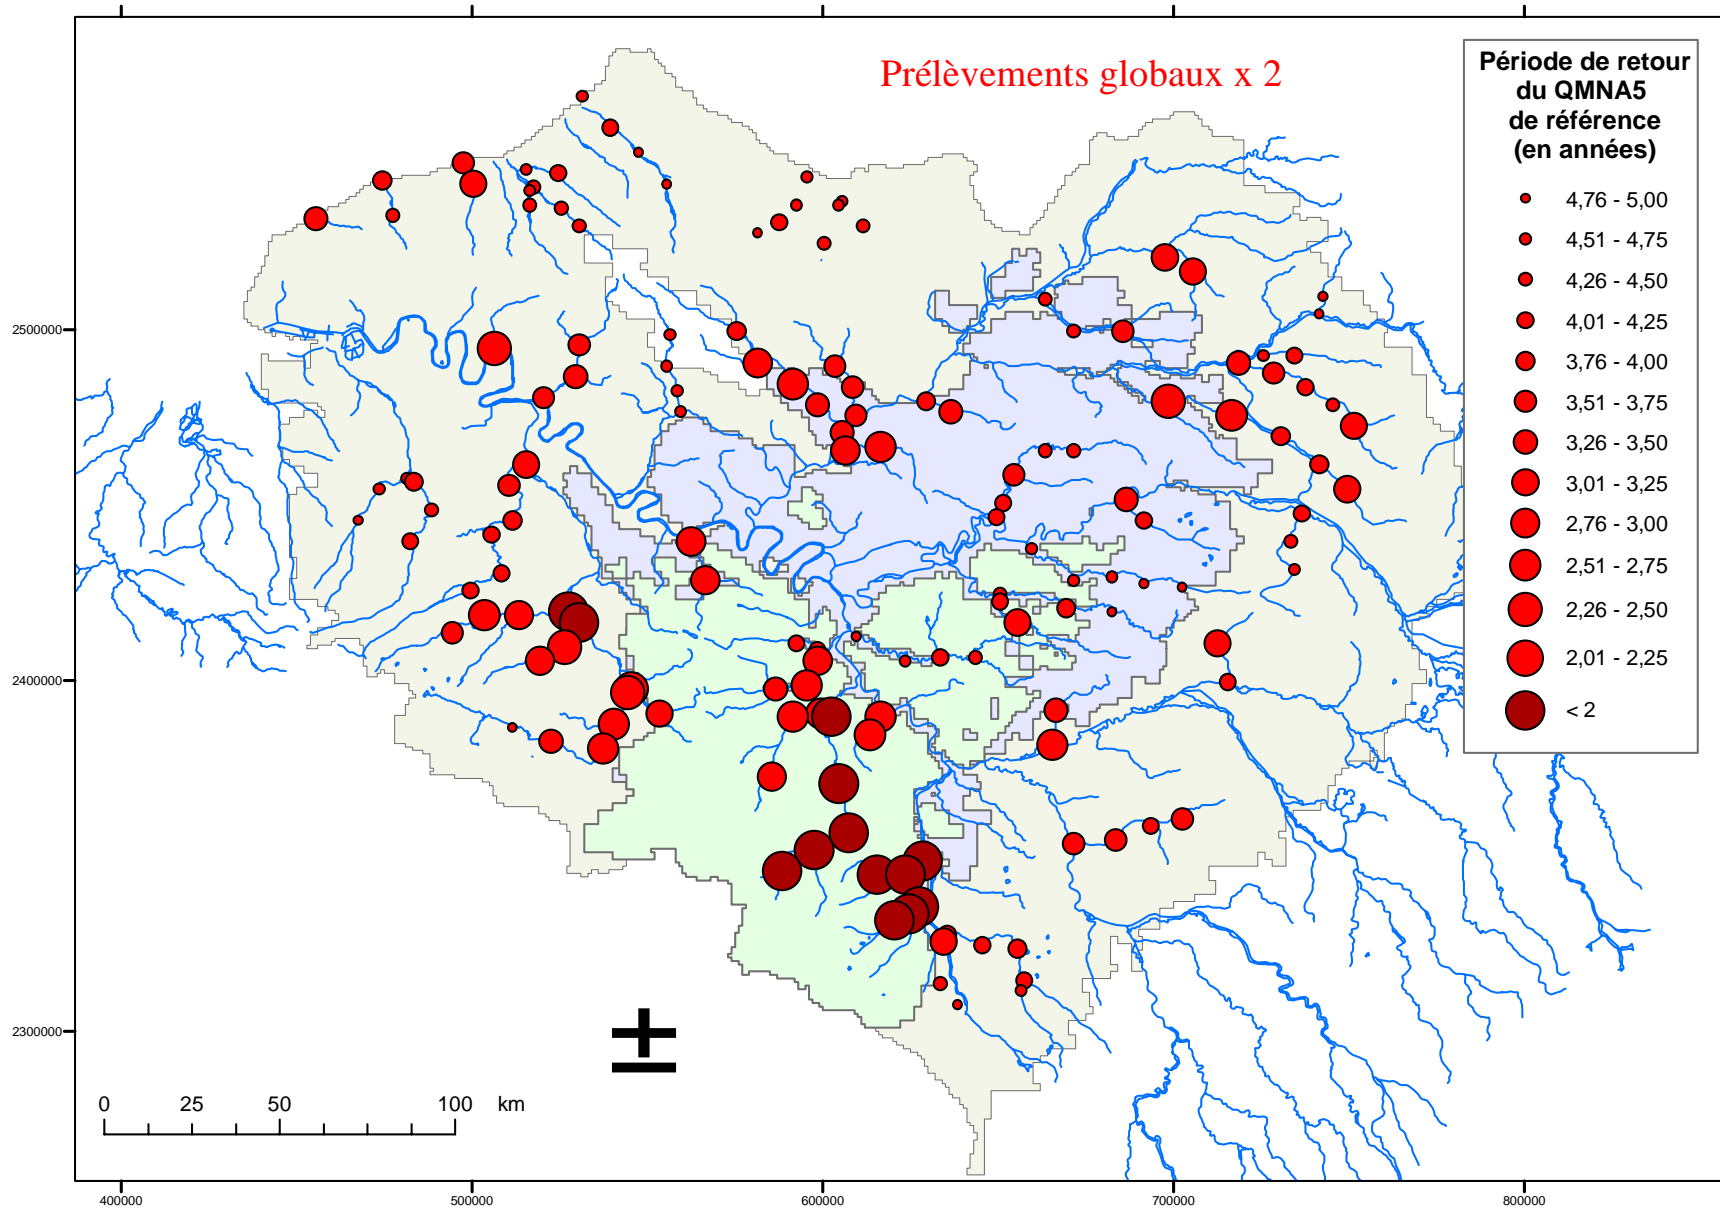 Prélèvements globaux x 2
Période de retour
du QMNA5
de référence
(en années)
4,76 - 5,00
4,51 - 4,75
4,26 - 4,50
4,01 - 4,25
3,76 - 4,00
3,51 - 3,75
3,26 - 3,50
3,01 - 3,25
2,76 - 3,00
2,51 - 2,75
2,26 - 2,50
2,01 - 2,25
< 2
2500000
2400000
2300000
0 25 50 100 km
400000 500000 600000 700000 800000